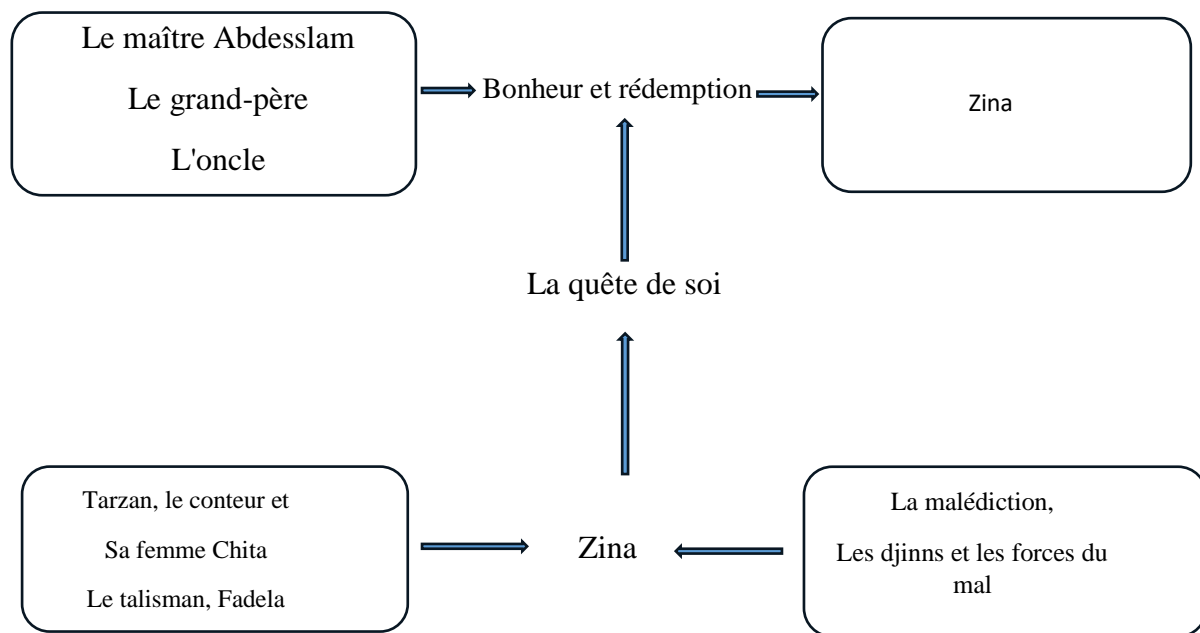 Le maître Abdesslam
Le grand-père
L'oncle
Bonheur et rédemption
Zina
La quête de soi
Tarzan, le conteur et
Sa femme Chita
Le talisman, Fadela
Zina
La malédiction,
Les djinns et les forces du
mal